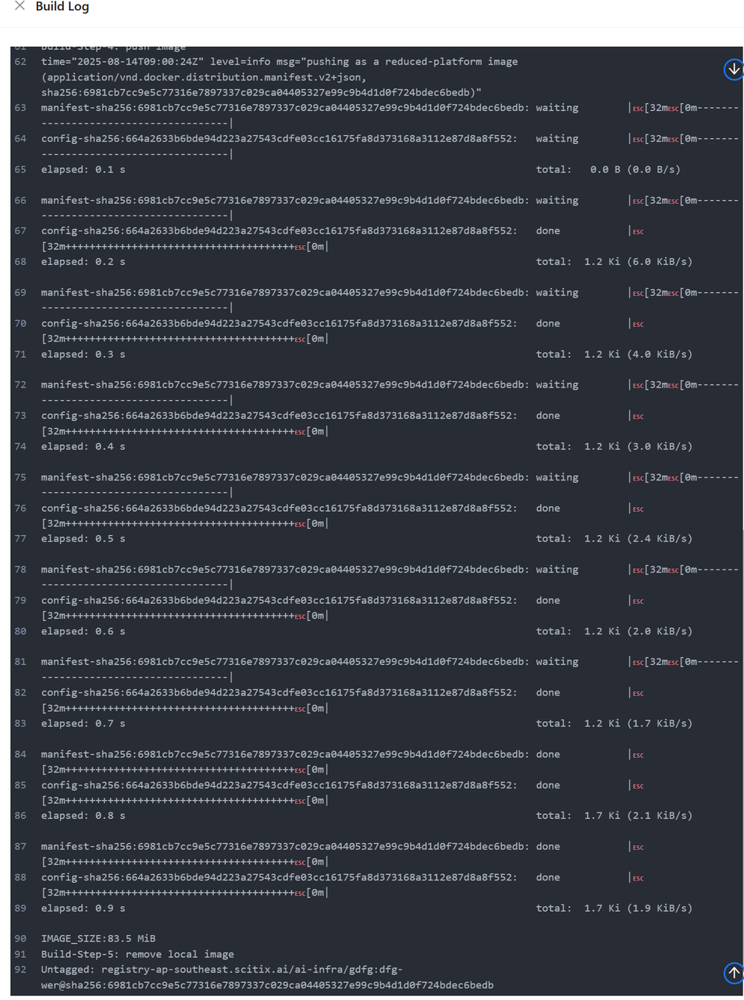 Build Log
61 Build-Step-4: push image
62 time="2025-08-14T09:00:24Z" level=info msg="pushing as a reduced-platform image
(application/vnd.docker.distribution.manifest.v2+json,
sha256:6981cb7cc9e5c77316e7897337c029ca04405327e99c9b4d1d0f724bdec6bedb)"
63 manifest-sha256:6981cb7cc9e5c77316e7897337c029ca04405327e99c9b4d1d0f724bdec6bedb: waiting |ESC[32mESC[0m-------
-------------------------------|
64 config-sha256:664a2633b6bde94d223a27543cdfe03cc16175fa8d373168a3112e87d8a8f552: waiting |ESC[32mESC[0m-------
-------------------------------|
65 elapsed: 0.1 s total: 0.0 B (0.0 B/s)
66 manifest-sha256:6981cb7cc9e5c77316e7897337c029ca04405327e99c9b4d1d0f724bdec6bedb: waiting |ESC[32mESC[0m-------
-------------------------------|
67 config-sha256:664a2633b6bde94d223a27543cdfe03cc16175fa8d373168a3112e87d8a8f552: done |ESC
[32m++++++++++++++++++++++++++++++++++++++ESC[0m|
68 elapsed: 0.2 s total: 1.2 Ki (6.0 KiB/s)
69 manifest-sha256:6981cb7cc9e5c77316e7897337c029ca04405327e99c9b4d1d0f724bdec6bedb: waiting |ESC[32mESC[0m-------
-------------------------------|
70 config-sha256:664a2633b6bde94d223a27543cdfe03cc16175fa8d373168a3112e87d8a8f552: done |ESC
[32m++++++++++++++++++++++++++++++++++++++ESC[0m|
71 elapsed: 0.3 s total: 1.2 Ki (4.0 KiB/s)
72 manifest-sha256:6981cb7cc9e5c77316e7897337c029ca04405327e99c9b4d1d0f724bdec6bedb: waiting |ESC[32mESC[0m-------
-------------------------------|
73 config-sha256:664a2633b6bde94d223a27543cdfe03cc16175fa8d373168a3112e87d8a8f552: done |ESC
[32m++++++++++++++++++++++++++++++++++++++ESC[0m|
74 elapsed: 0.4 s total: 1.2 Ki (3.0 KiB/s)
75 manifest-sha256:6981cb7cc9e5c77316e7897337c029ca04405327e99c9b4d1d0f724bdec6bedb: waiting |ESC[32mESC[0m-------
-------------------------------|
76 config-sha256:664a2633b6bde94d223a27543cdfe03cc16175fa8d373168a3112e87d8a8f552: done |ESC
[32m++++++++++++++++++++++++++++++++++++++ESC[0m|
77 elapsed: 0.5 s total: 1.2 Ki (2.4 KiB/s)
78 manifest-sha256:6981cb7cc9e5c77316e7897337c029ca04405327e99c9b4d1d0f724bdec6bedb: waiting |ESC[32mESC[0m-------
-------------------------------|
79 config-sha256:664a2633b6bde94d223a27543cdfe03cc16175fa8d373168a3112e87d8a8f552: done |ESC
[32m++++++++++++++++++++++++++++++++++++++ESC[0m|
80 elapsed: 0.6 s total: 1.2 Ki (2.0 KiB/s)
81 manifest-sha256:6981cb7cc9e5c77316e7897337c029ca04405327e99c9b4d1d0f724bdec6bedb: waiting |ESC[32mESC[0m-------
-------------------------------|
82 config-sha256:664a2633b6bde94d223a27543cdfe03cc16175fa8d373168a3112e87d8a8f552: done |ESC
[32m++++++++++++++++++++++++++++++++++++++ESC[0m|
83 elapsed: 0.7 s total: 1.2 Ki (1.7 KiB/s)
84 manifest-sha256:6981cb7cc9e5c77316e7897337c029ca04405327e99c9b4d1d0f724bdec6bedb: done |ESC
[32m++++++++++++++++++++++++++++++++++++++ESC[0m|
85 config-sha256:664a2633b6bde94d223a27543cdfe03cc16175fa8d373168a3112e87d8a8f552: done |ESC
[32m++++++++++++++++++++++++++++++++++++++ESC[0m|
86 elapsed: 0.8 s total: 1.7 Ki (2.1 KiB/s)
87 manifest-sha256:6981cb7cc9e5c77316e7897337c029ca04405327e99c9b4d1d0f724bdec6bedb: done |ESC
[32m++++++++++++++++++++++++++++++++++++++ESC[0m|
88 config-sha256:664a2633b6bde94d223a27543cdfe03cc16175fa8d373168a3112e87d8a8f552: done |ESC
[32m++++++++++++++++++++++++++++++++++++++ESC[0m|
89 elapsed: 0.9 s total: 1.7 Ki (1.9 KiB/s)
90 IMAGE_SIZE:83.5 MiB
91 Build-Step-5: remove local image
92 Untagged: registry-ap-southeast.scitix.ai/ai-infra/gdfg:dfg-
wer@sha256:6981cb7cc9e5c77316e7897337c029ca04405327e99c9b4d1d0f724bdec6bedb